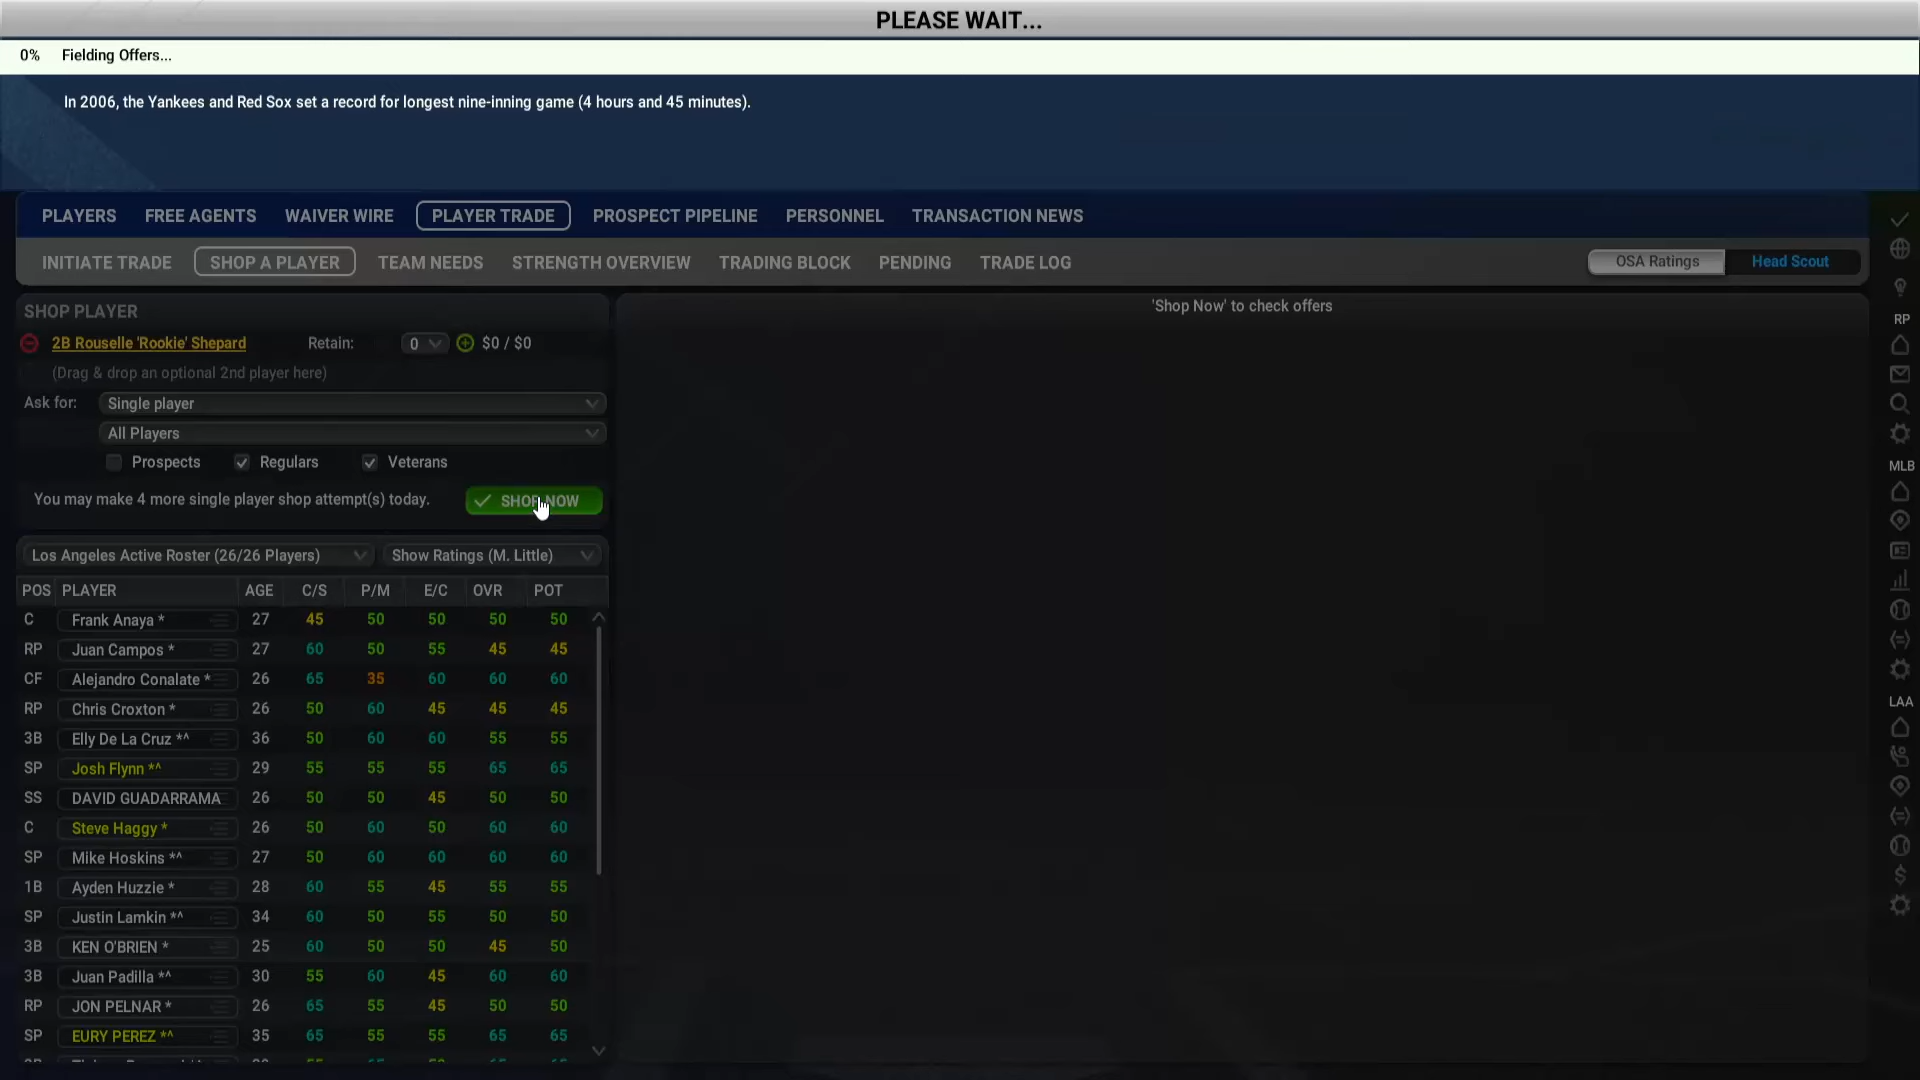 PLEASE WAIT...
0% Fielding Offers...
In 2006, the Yankees and Red Sox set a record for longest nine-inning game (4 hours and 45 minutes).
PLAYERS FREE AGENTS WAIVER WIRE PLAYER TRADE PROSPECT PIPELINE PERSONNEL TRANSACTION NEWS
INITIATE TRADE SHOP A PLAYER TEAM NEEDS STRENGTH OVERVIEW TRADING BLOCK PENDING TRADE LOG OSA Ratings Head Scout
SHOP PLAYER
'Shop Now' to check offers
2B Rouselle 'Rookie' Shepard Retain: 0 $0 / $0
(Drag & drop an optional 2nd player here)
Ask for: Single player
All Players
Prospects Regulars Veterans
You may make 4 more single player shop attempt(s) today. SHOP NOW
Los Angeles Active Roster (26/26 Players) Show Ratings (M. Little)
POS PLAYER AGE C/S P/M E/C OVR POT
C Frank Anaya * 27 45 50 50 50 50
RP Juan Campos * 27 60 50 55 45 45
CF Alejandro Conalate * 26 65 35 60 60 60
RP Chris Croxton * 26 50 60 45 45 45
3B Elly De La Cruz *^ 36 50 60 60 55 55
SP Josh Flynn *^ 29 55 55 55 65 65
SS DAVID GUADARRAMA 26 50 50 45 50 50
C Steve Haggy * 26 50 60 50 60 60
SP Mike Hoskins *^ 27 50 60 60 60 60
1B Ayden Huzzie * 28 60 55 45 55 55
SP Justin Lamkin *^ 34 60 50 55 50 50
3B KEN O'BRIEN * 25 60 50 50 45 50
3B Juan Padilla *^ 30 55 60 45 60 60
RP JON PELNAR * 26 65 55 45 50 50
SP EURY PEREZ *^ 35 65 55 55 65 65
RP
MLB
LAA